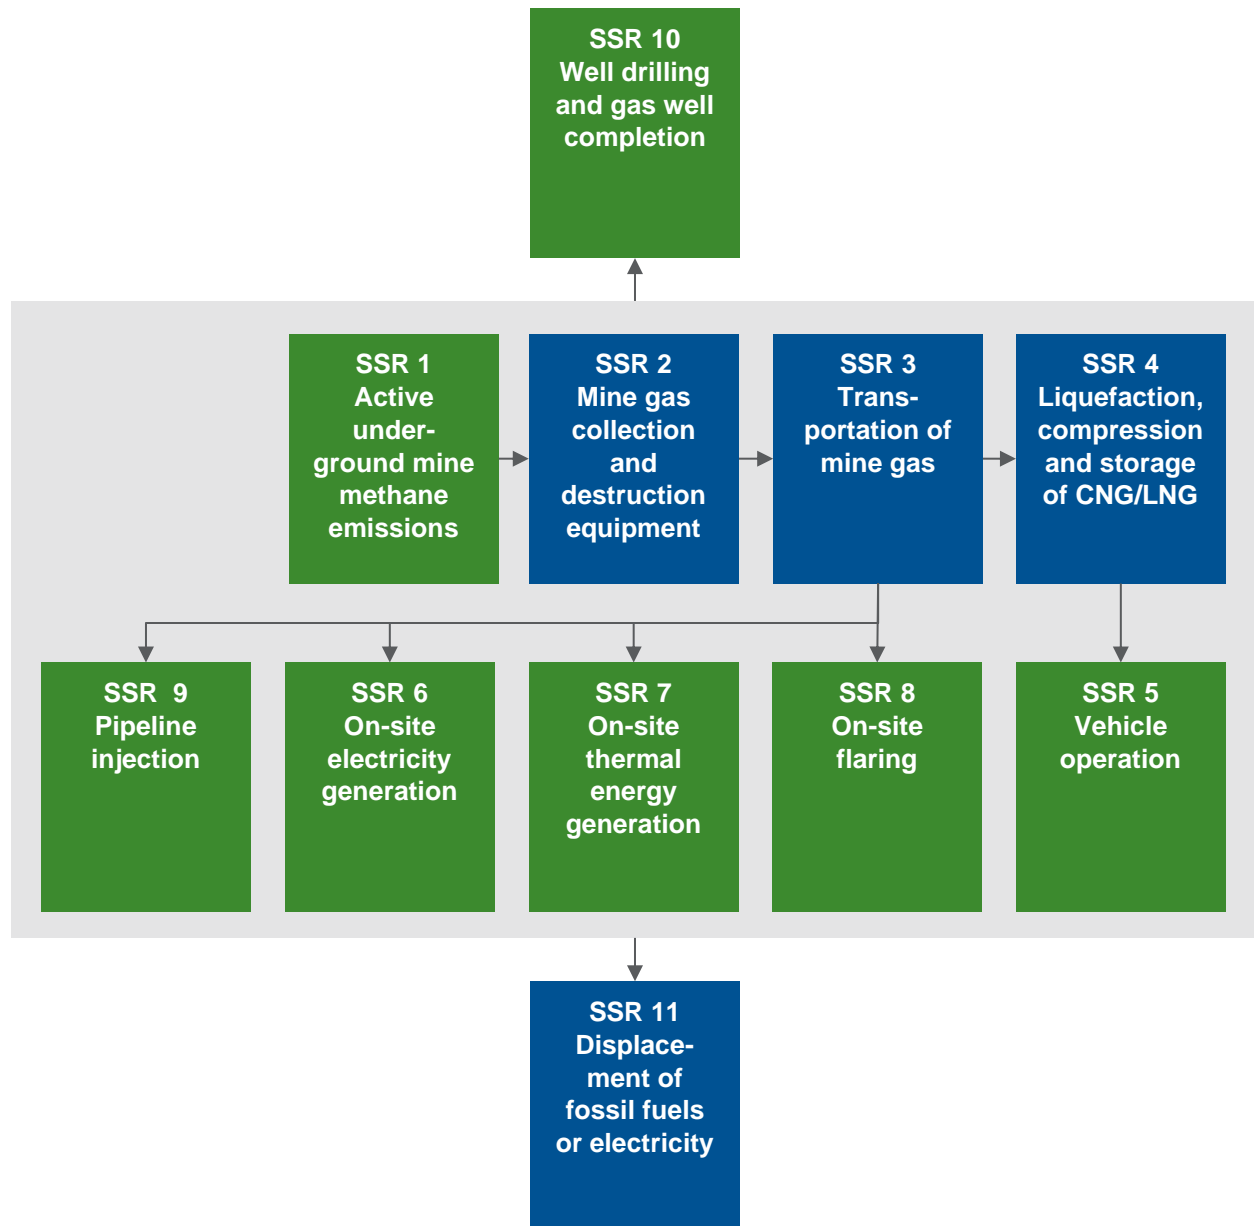 SSR 10
Well drilling
and gas well
completion
SSR 1
Active
under-
ground mine
methane
emissions
SSR 2
Mine gas
collection
and
destruction
equipment
SSR 3
Trans-
portation of
mine gas
SSR 4
Liquefaction,
compression
and storage
of CNG/LNG
SSR  9
Pipeline
injection
SSR 6
On-site
electricity
generation
SSR 7
On-site
thermal
energy
generation
SSR 8
On-site
flaring
SSR 5
Vehicle
operation
SSR 11
Displace-
ment of
fossil fuels
or electricity